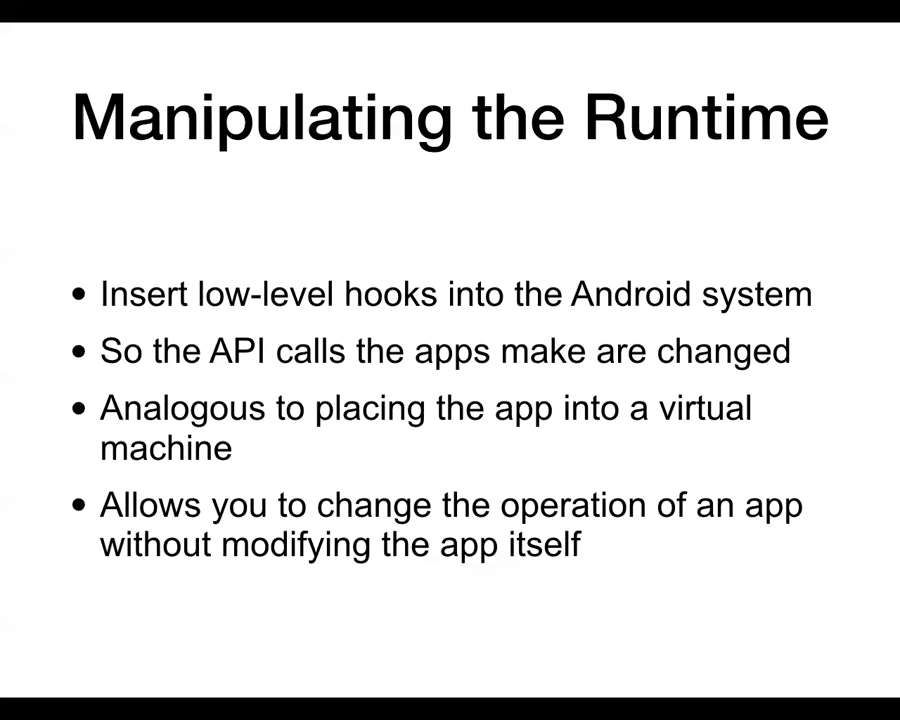 Manipulating the Runtime
• Insert low-level hooks into the Android system
• So the API calls the apps make are changed
• Analogous to placing the app into a virtual
machine
• Allows you to change the operation of an app
without modifying the app itself